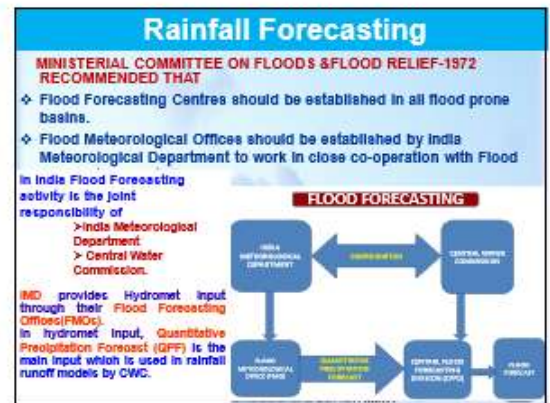 Rainfall Forecasting
MINISTERIAL COMMITTEE ON FLOODS &FLOOD RELIEF-1972
RECOMMENDED THAT
❖ Flood Forecasting Centres should be established in all flood prone
basins.
❖ Flood Meteorological Offices should be established by India
Meteorological Department to work in close co-operation with Flood
In India Flood Forecasting
activity is the joint
responsibility of
➢India Meteorological
Department
➢ Central Water
Commission.
IMD provides Hydromet input
through their Flood Forecasting
Offices(FMOs).
In hydromet input, Quantitative
Precipitation Forecast (QPF) is the
main input which is used in rainfall
runoff models by CWC.
FLOOD FORECASTING
INDIA
METEOROLOGICAL
DEPARTMENT
COORDINATION
CENTRAL WATER
COMMISSION
FLOOD
METEOROLOGICAL
OFFICE (FMO)
QUANTITATIVE
PRECIPITATION
FORECAST
CENTRAL FLOOD
FORECASTING
DIVISION (CFFD)
FLOOD
FORECAST